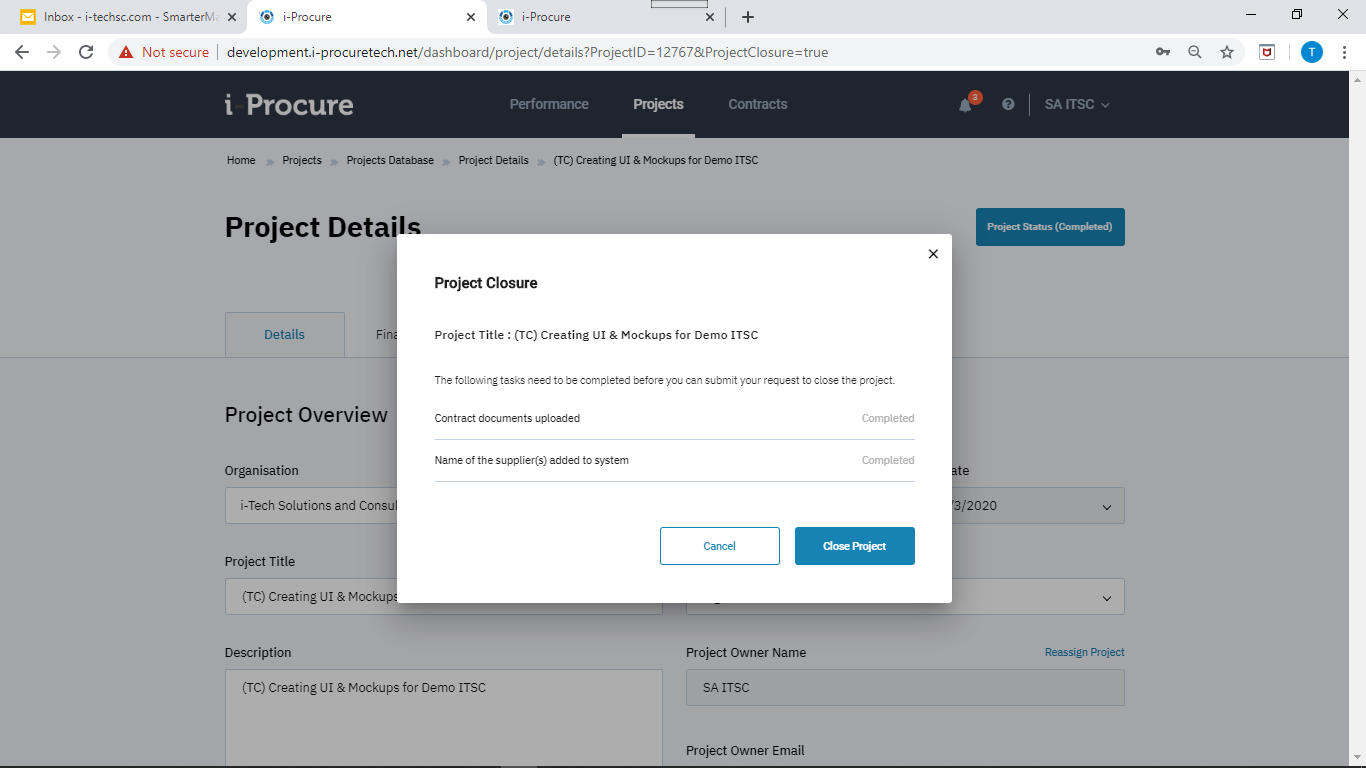 Inbox - i-techsc.com - SmarterMa
i-Procure
i-Procure
Not secure
development.i-procuretech.net/dashboard/project/details?ProjectID=12767&ProjectClosure=true
T
i-Procure
Performance
Projects
Contracts
3
SA ITSC
Home
Projects
Projects Database
Project Details
(TC) Creating UI & Mockups for Demo ITSC
Project Details
Project Status (Completed)
Project Closure
Project Title : (TC) Creating UI & Mockups for Demo ITSC
Details
Fina
The following tasks need to be completed before you can submit your request to close the project.
Contract documents uploaded
Completed
Name of the supplier(s) added to system
Completed
Cancel
Close Project
Project Overview
Organisation
ate
i-Tech Solutions and Consul
/3/2020
Project Title
(TC) Creating UI & Mockups
Description
Project Owner Name
Reassign Project
(TC) Creating UI & Mockups for Demo ITSC
SA ITSC
Project Owner Email